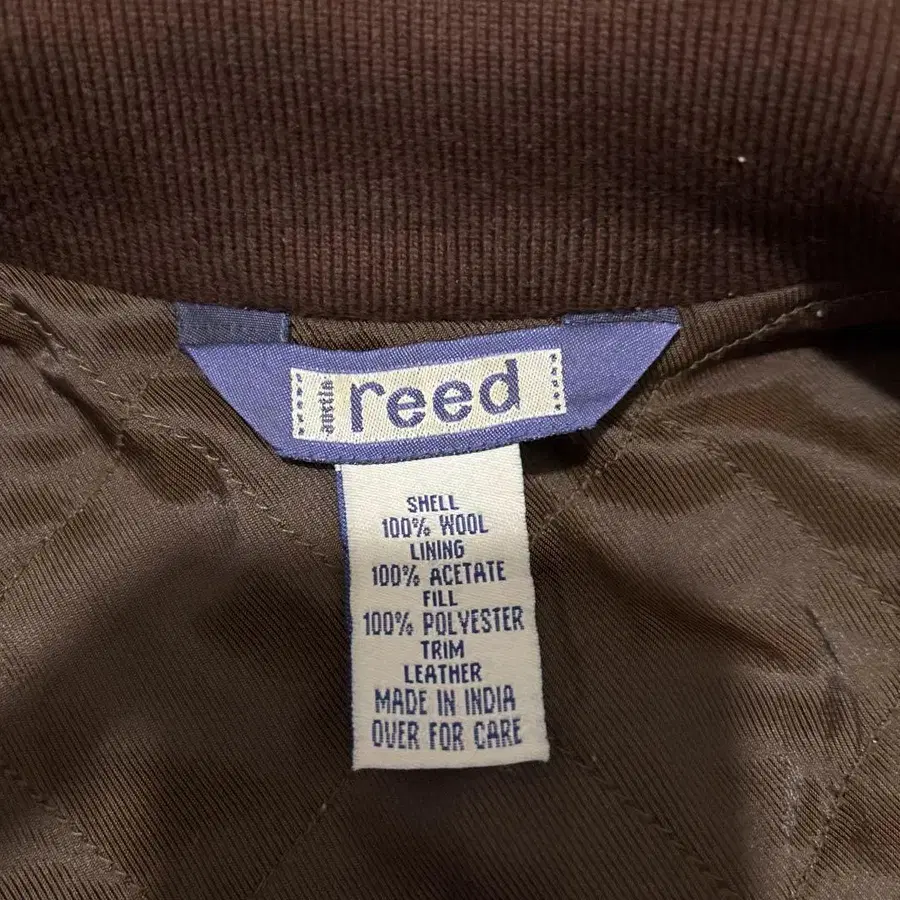 austin
reed
SHELL
100% WOOL
LINING
100% ACETATE
FILL
100% POLYESTER
TRIM
LEATHER
MADE IN INDIA
OVER FOR CARE